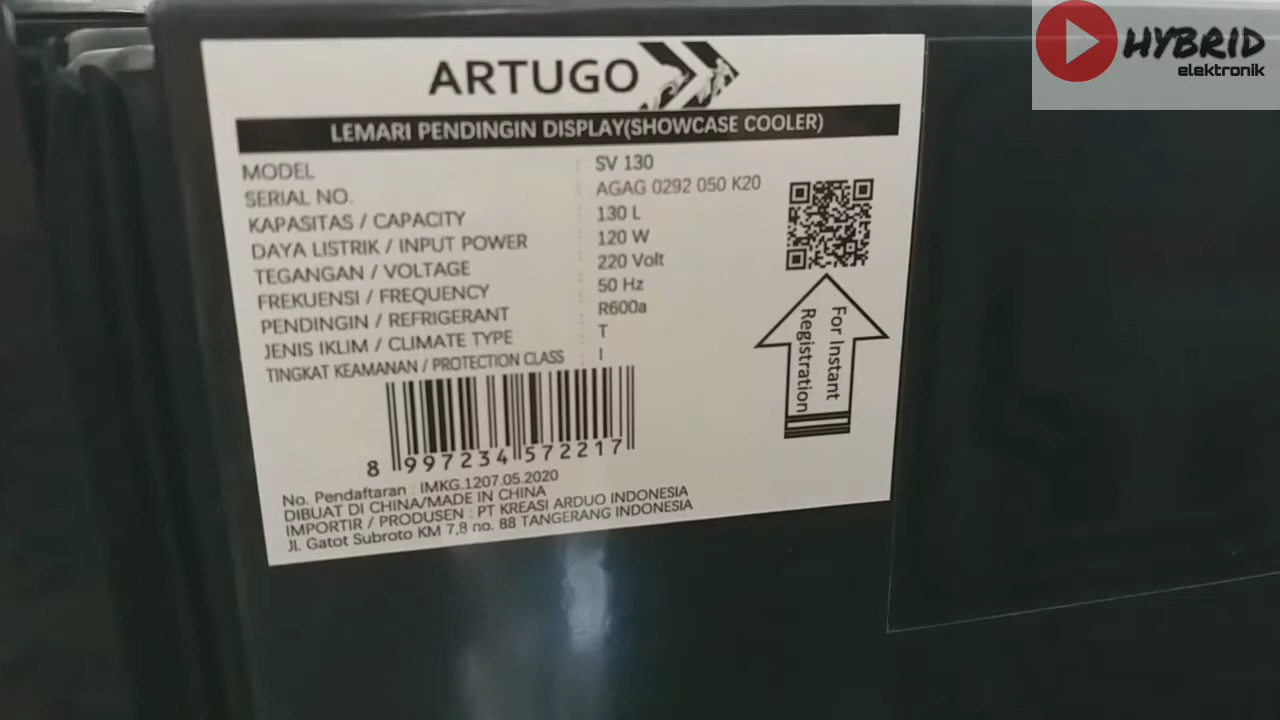 HYBRID
elektronik
ARTUGO
LEMARI PENDINGIN DISPLAY(SHOWCASE COOLER)
MODEL : SV 130
SERIAL NO. : AGAG 0292 050 K20
KAPASITAS / CAPACITY : 130 L
DAYA LISTRIK / INPUT POWER : 120 W
TEGANGAN / VOLTAGE : 220 Volt
FREKUENSI / FREQUENCY : 50 Hz
PENDINGIN / REFRIGERANT : R600a
JENIS IKLIM / CLIMATE TYPE : T
TINGKAT KEAMANAN / PROTECTION CLASS : I
For Instant
Registration
8 997234 572217
No. Pendaftaran : IMKG.1207.05.2020
DIBUAT DI CHINA/MADE IN CHINA
IMPORTIR / PRODUSEN : PT KREASI ARDUO INDONESIA
Jl. Gatot Subroto KM 7,8 no. 88 TANGERANG INDONESIA